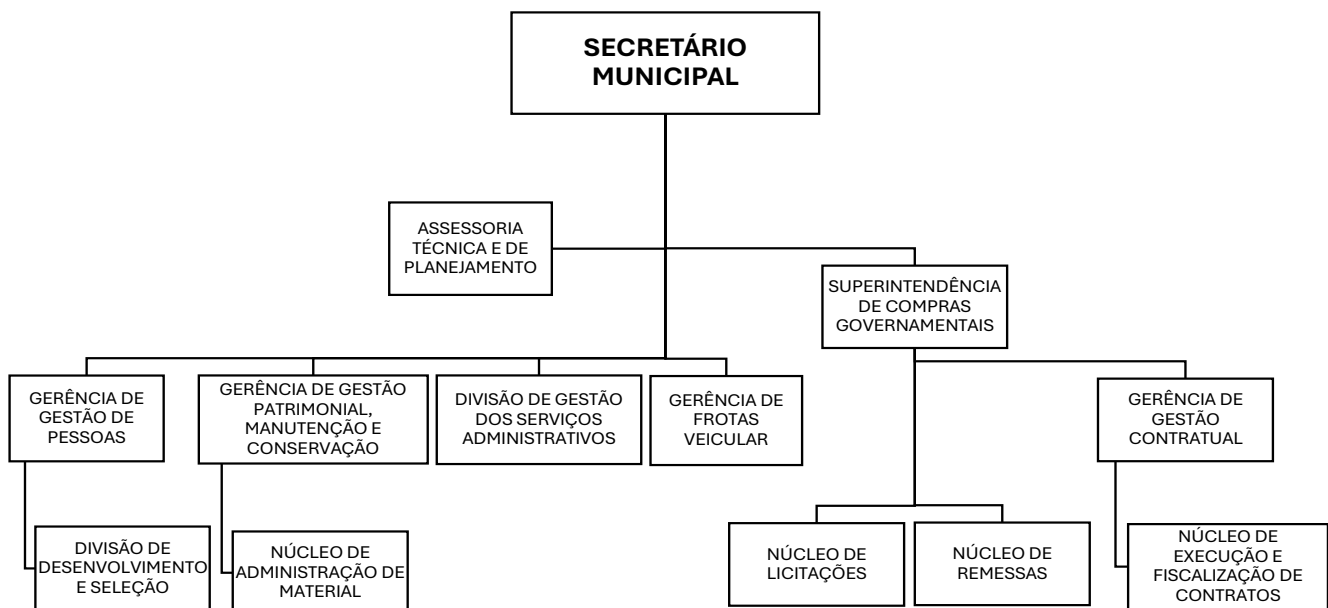 SECRETÁRIO
MUNICIPAL
ASSESSORIA
TÉCNICA E DE
PLANEJAMENTO
SUPERINTENDÊNCIA
DE COMPRAS
GOVERNAMENTAIS
GERÊNCIA DE
GESTÃO DE
PESSOAS
GERÊNCIA DE GESTÃO
PATRIMONIAL,
MANUTENÇÃO E
CONSERVAÇÃO
DIVISÃO DE GESTÃO
DOS SERVIÇOS
ADMINISTRATIVOS
GERÊNCIA DE
FROTAS
VEICULAR
GERÊNCIA DE
GESTÃO
CONTRATUAL
DIVISÃO DE
DESENVOLVIMENTO
E SELEÇÃO
NÚCLEO DE
ADMINISTRAÇÃO DE
MATERIAL
NÚCLEO DE
LICITAÇÕES
NÚCLEO DE
REMESSAS
NÚCLEO DE
EXECUÇÃO E
FISCALIZAÇÃO DE
CONTRATOS